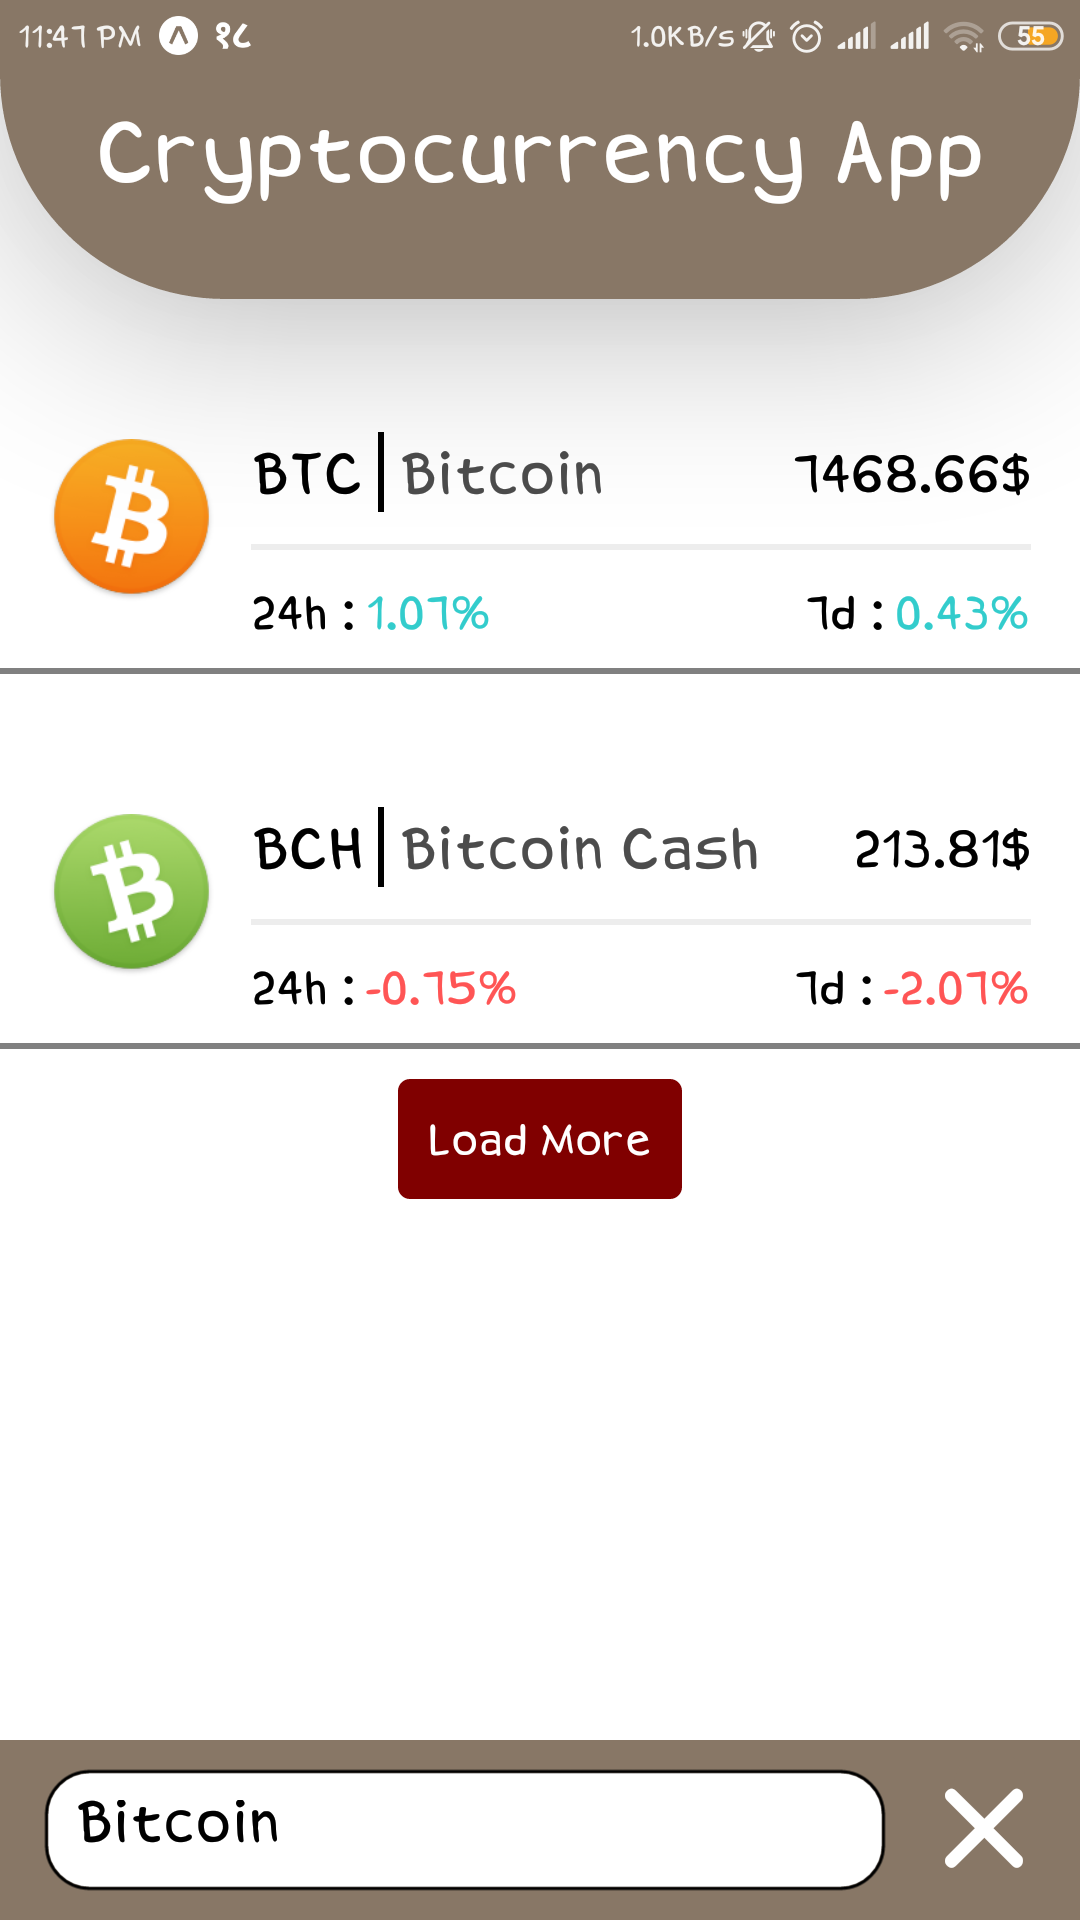 11:47 PM १८ 1.0KB/s 55
Cryptocurrency App
BTC Bitcoin 7468.66$
24h : 1.07% 7d : 0.43%
BCH Bitcoin Cash 213.81$
24h : -0.75% 7d : -2.07%
Load More
Bitcoin